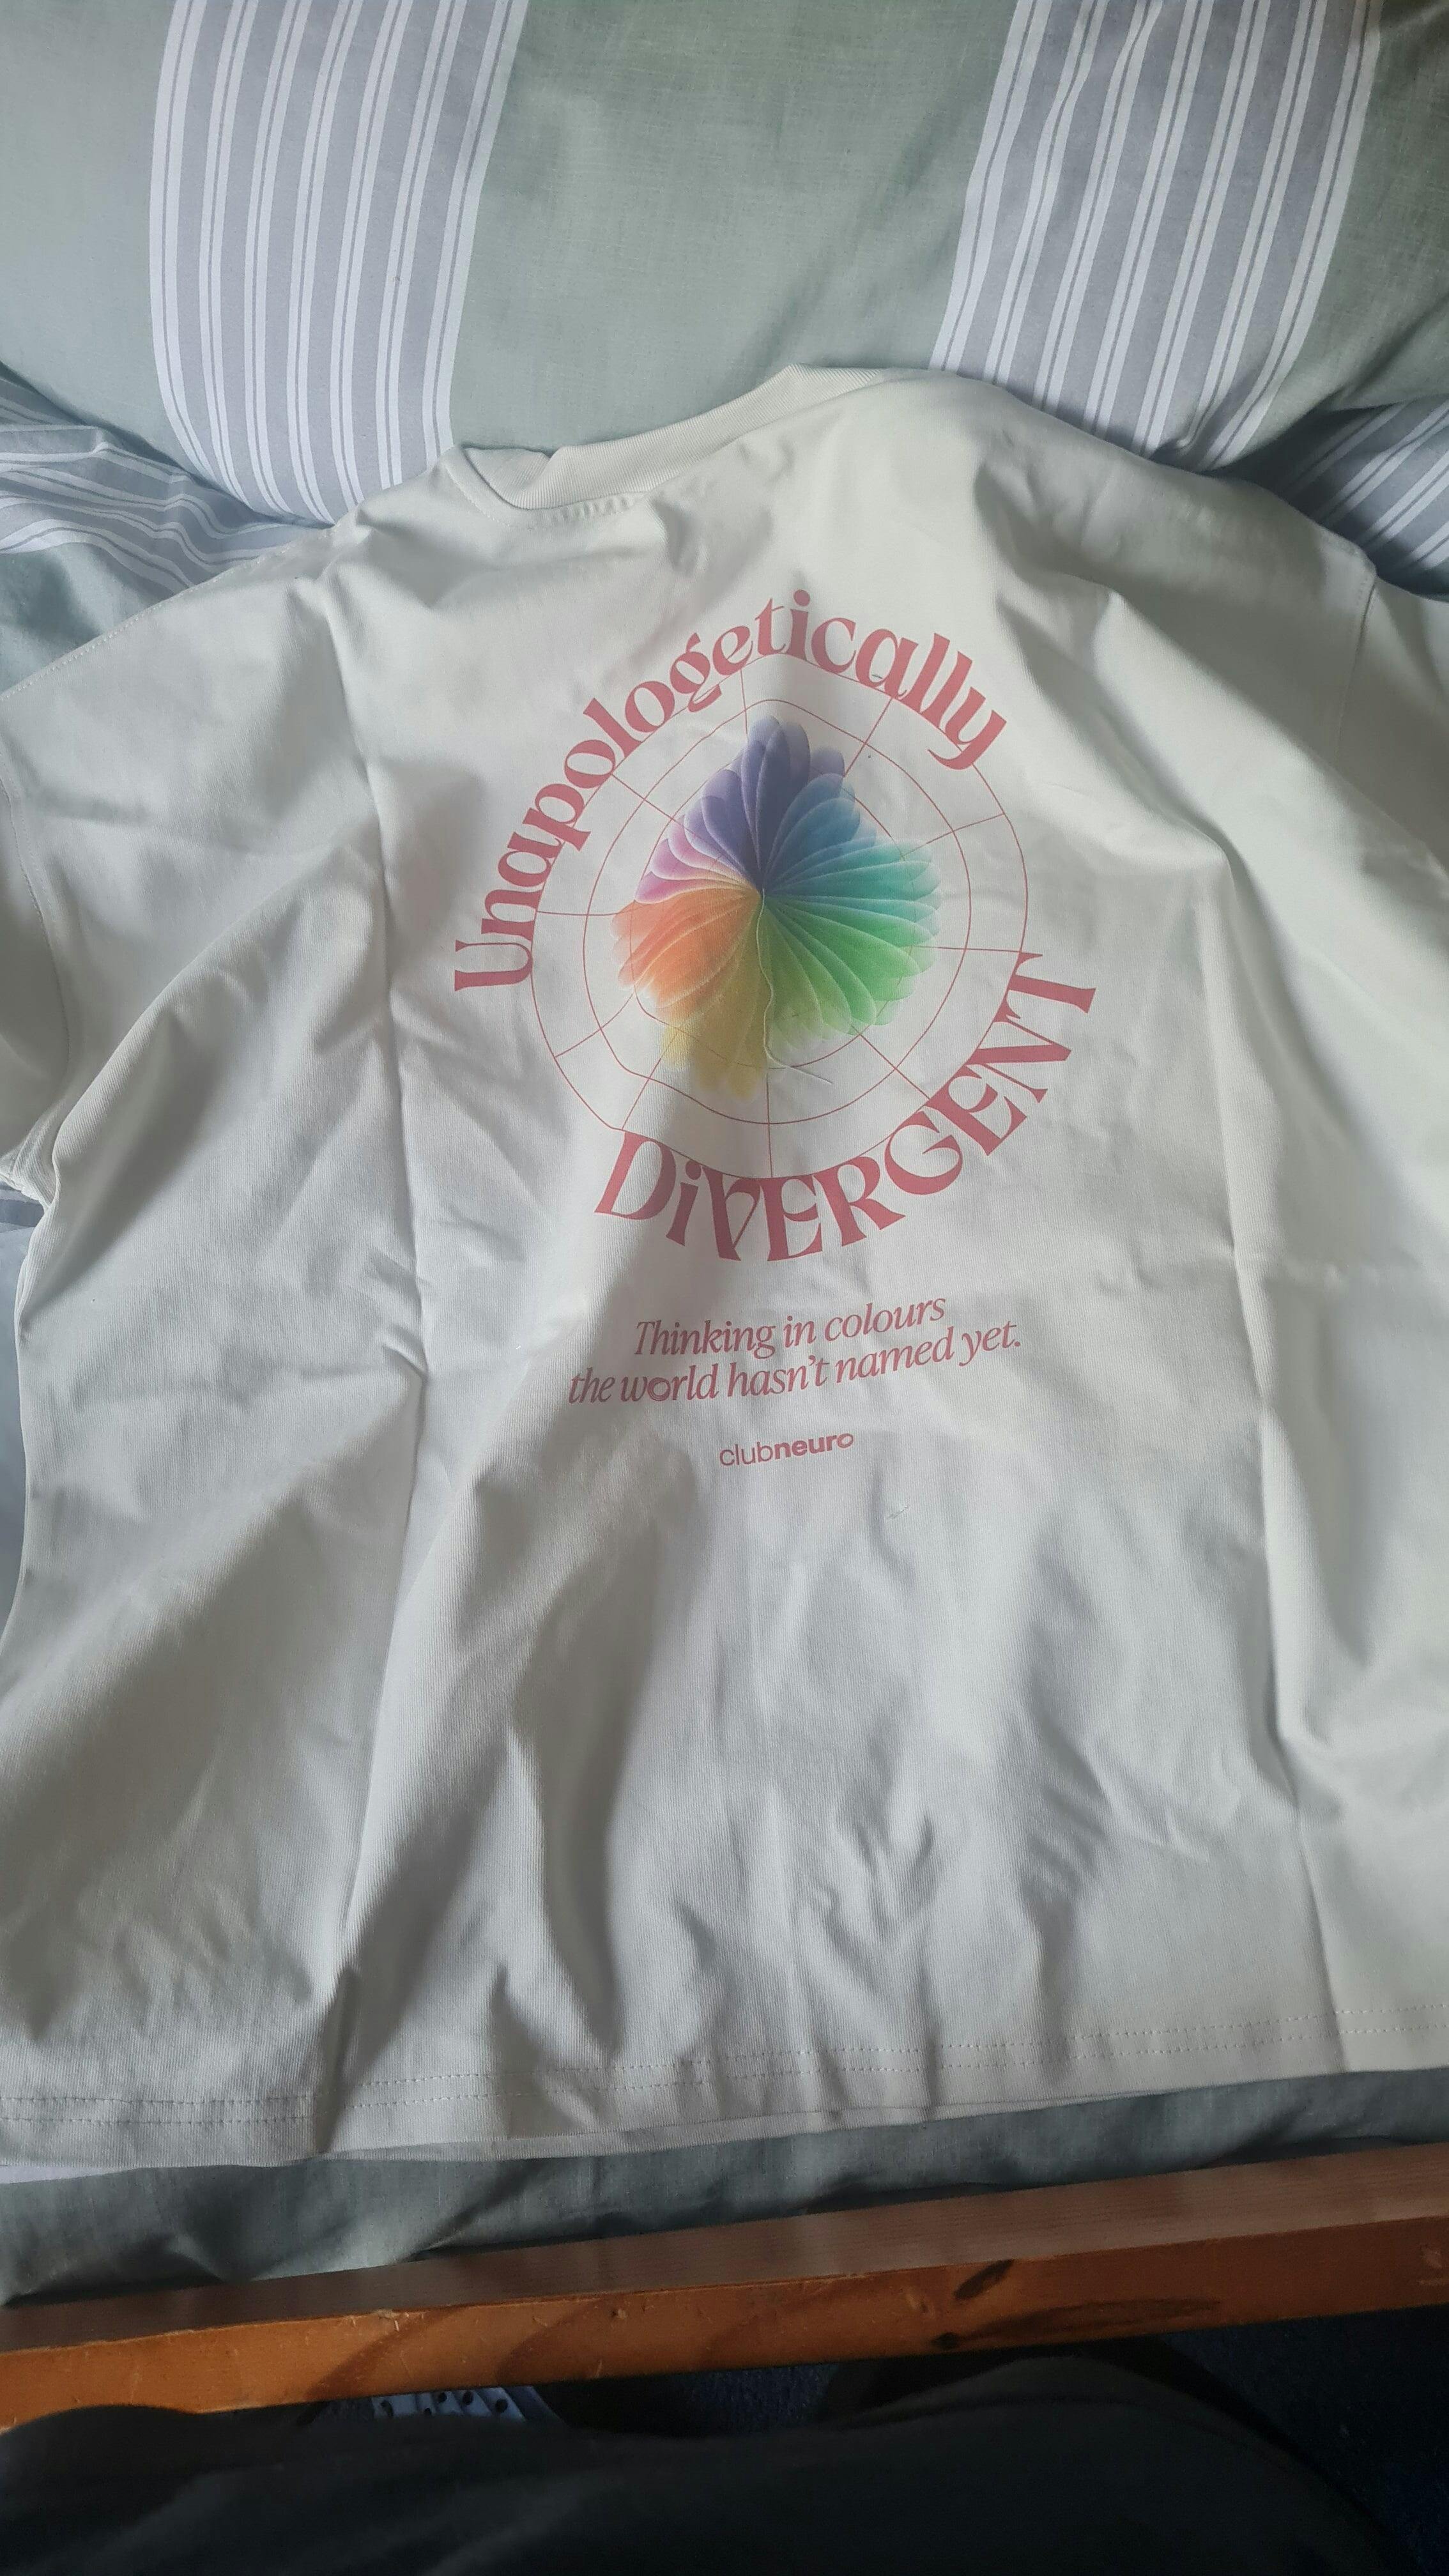 Unapologetically
DiVERGENT
Thinking in colours
the world hasn't named yet.
clubneuro